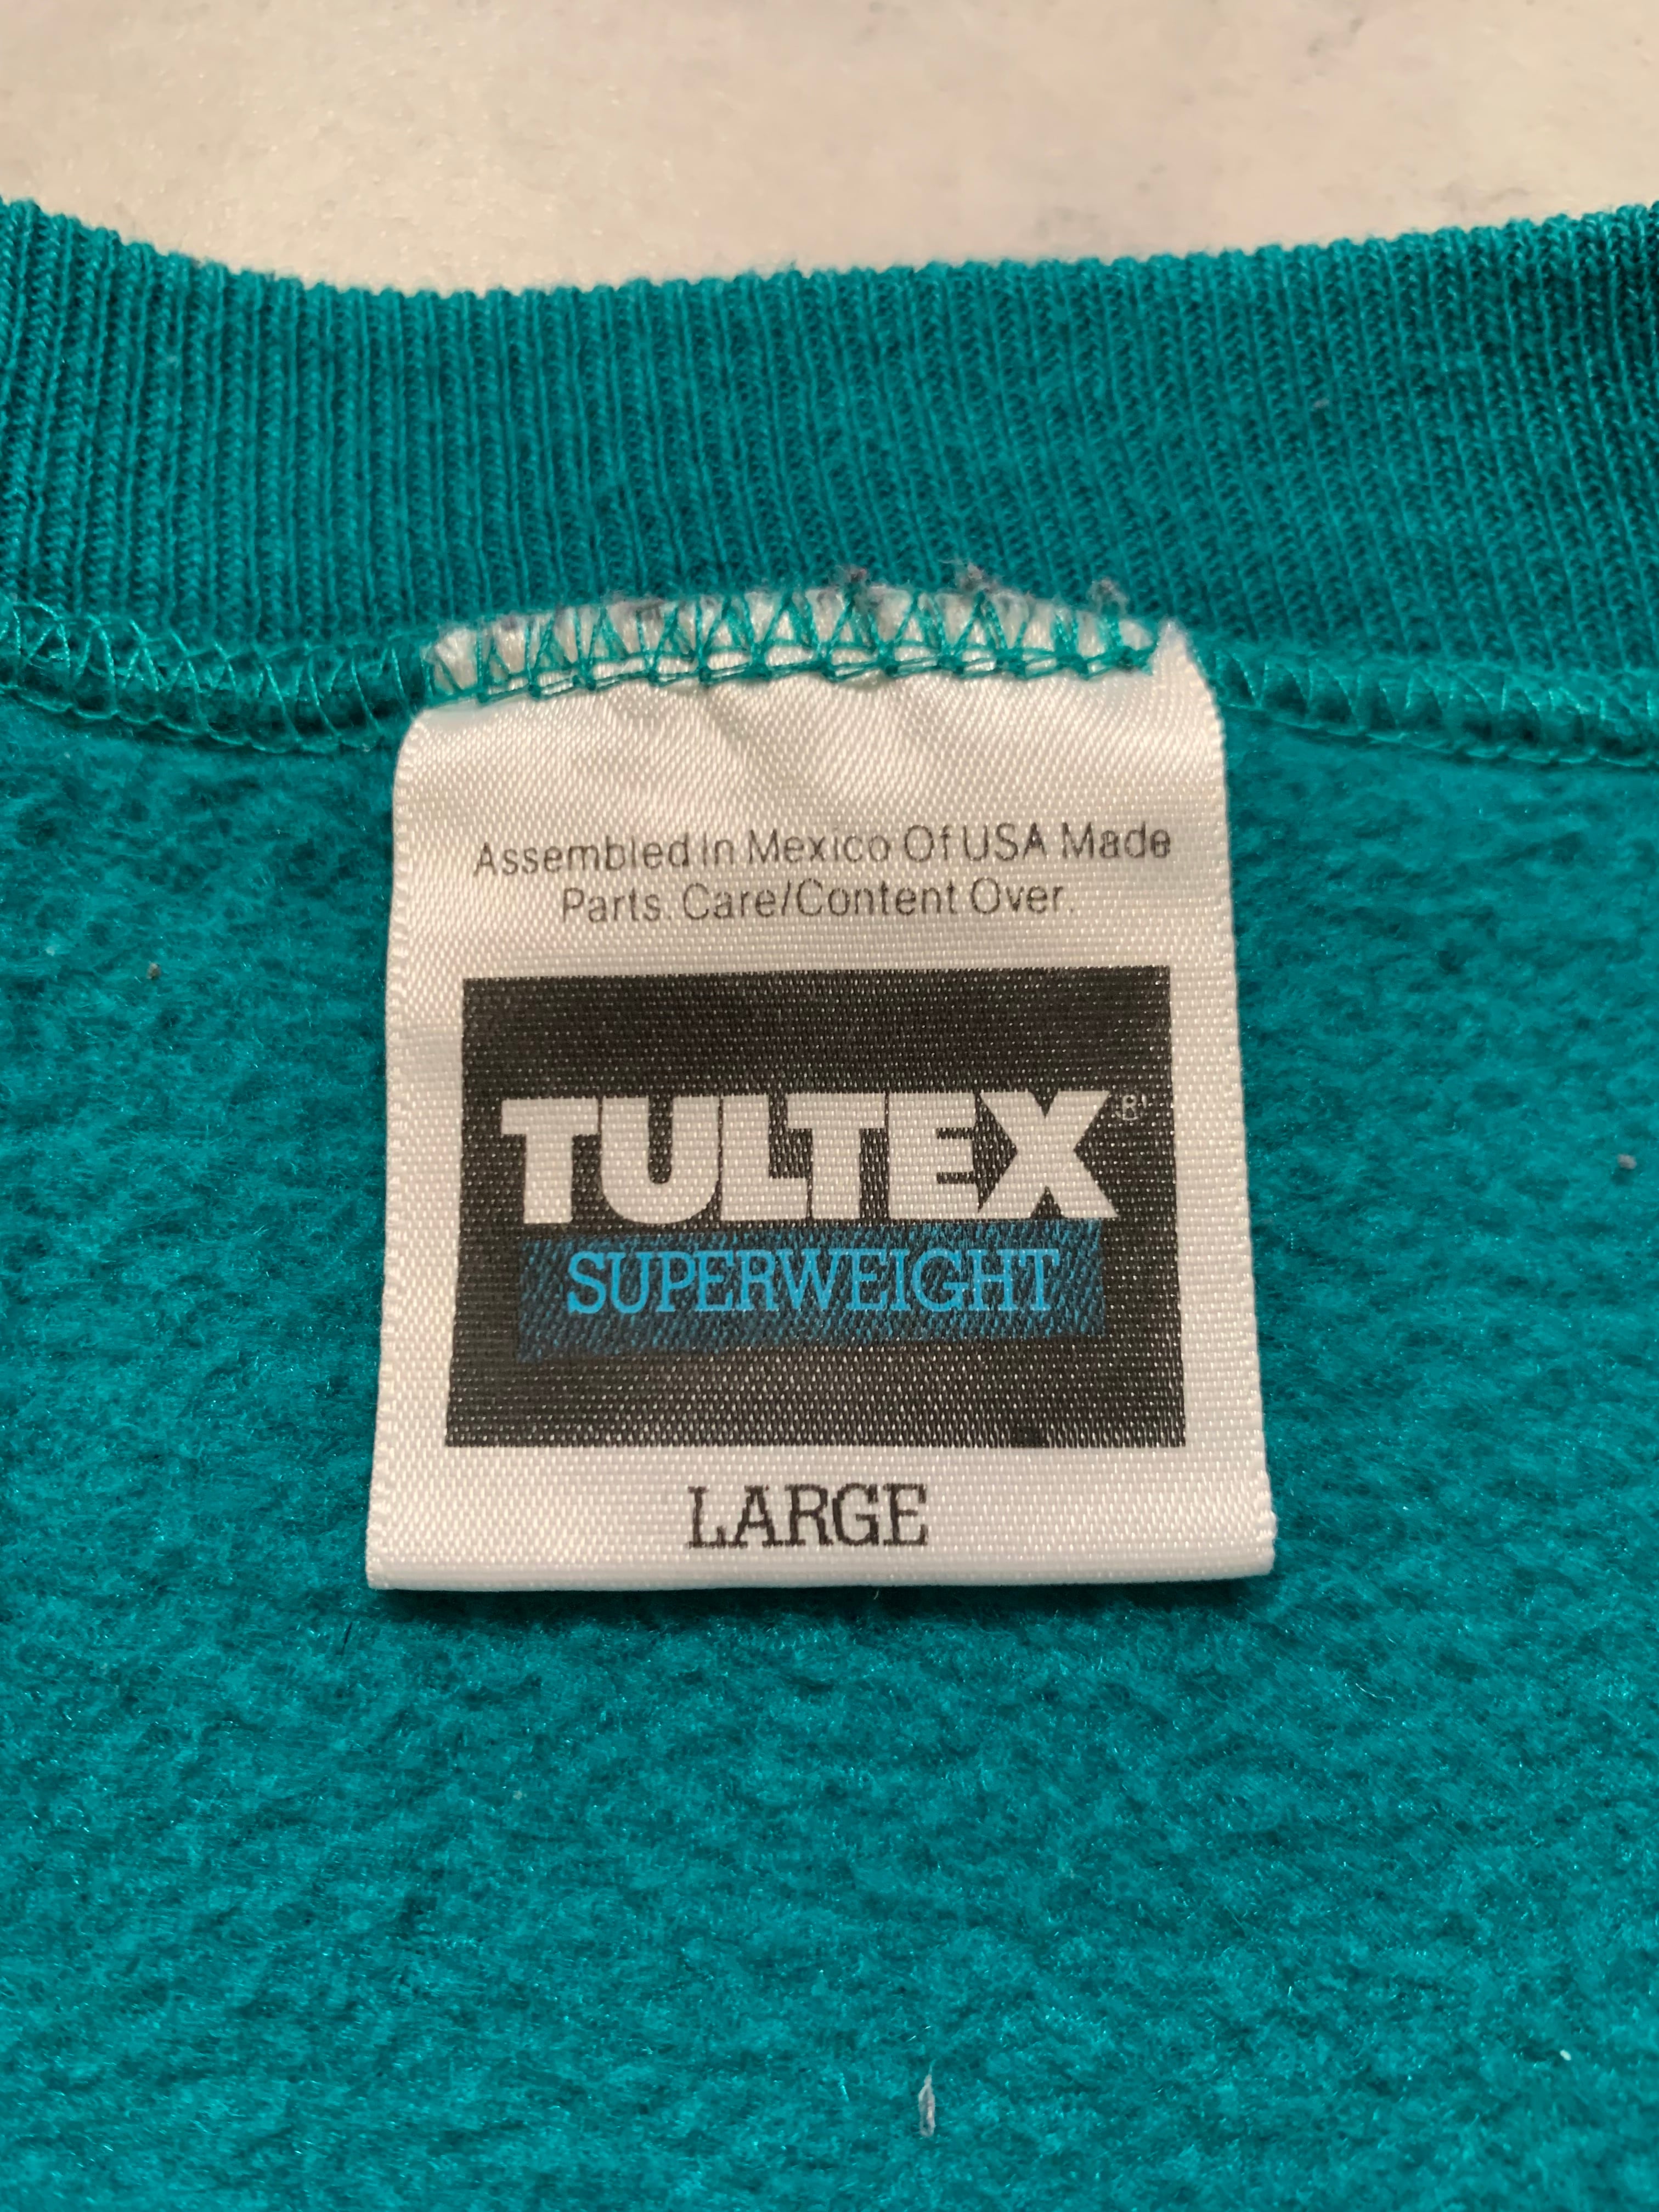 Assembled In Mexico Of USA Made
Parts. Care/Content Over.
TULTEX®
SUPERWEIGHT
LARGE